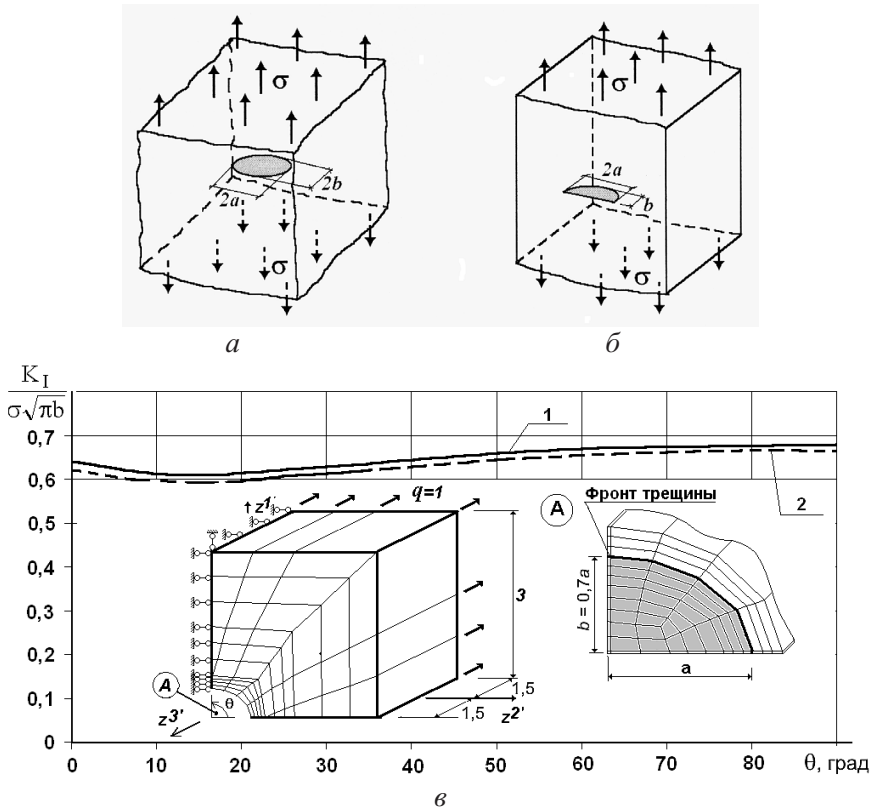 σ
2a
2b
σ
а
σ
2a
b
σ
б
K I
σ√πb
0,7
0,6
0,5
0,4
0,3
0,2
0,1
0
1
2
z1'
q=1
3
1,5
1,5
z2'
z3'
A
θ
A
Фронт трещины
b = 0,7a
a
0 10 20 30 40 50 60 70 80 θ, град
в